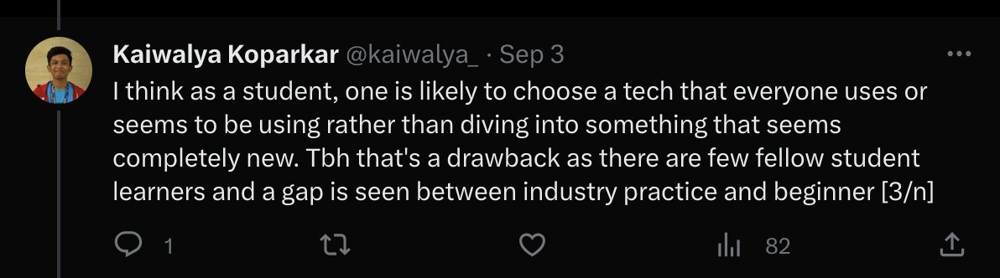 Kaiwalya Koparkar @kaiwalya_ · Sep 3
I think as a student, one is likely to choose a tech that everyone uses or
seems to be using rather than diving into something that seems
completely new. Tbh that's a drawback as there are few fellow student
learners and a gap is seen between industry practice and beginner [3/n]
1 82